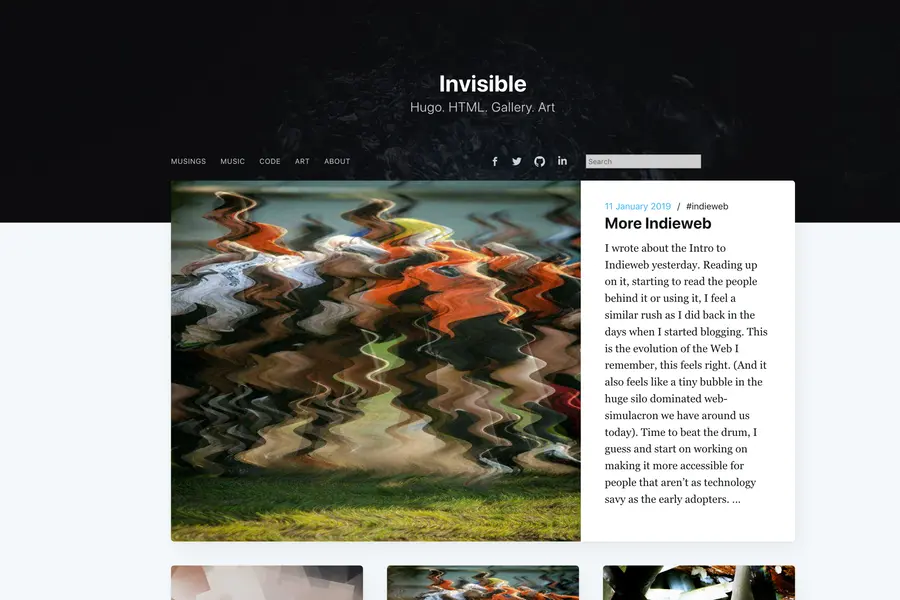 Invisible
Hugo. HTML. Gallery. Art
MUSINGS MUSIC CODE ART ABOUT
Search
11 January 2019 / #indieweb
More Indieweb
I wrote about the Intro to
Indieweb yesterday. Reading up
on it, starting to read the people
behind it or using it, I feel a
similar rush as I did back in the
days when I started blogging. This
is the evolution of the Web I
remember, this feels right. (And it
also feels like a tiny bubble in the
huge silo dominated web-
simulacron we have around us
today). Time to beat the drum, I
guess and start on working on
making it more accessible for
people that aren’t as technology
savy as the early adopters. ...